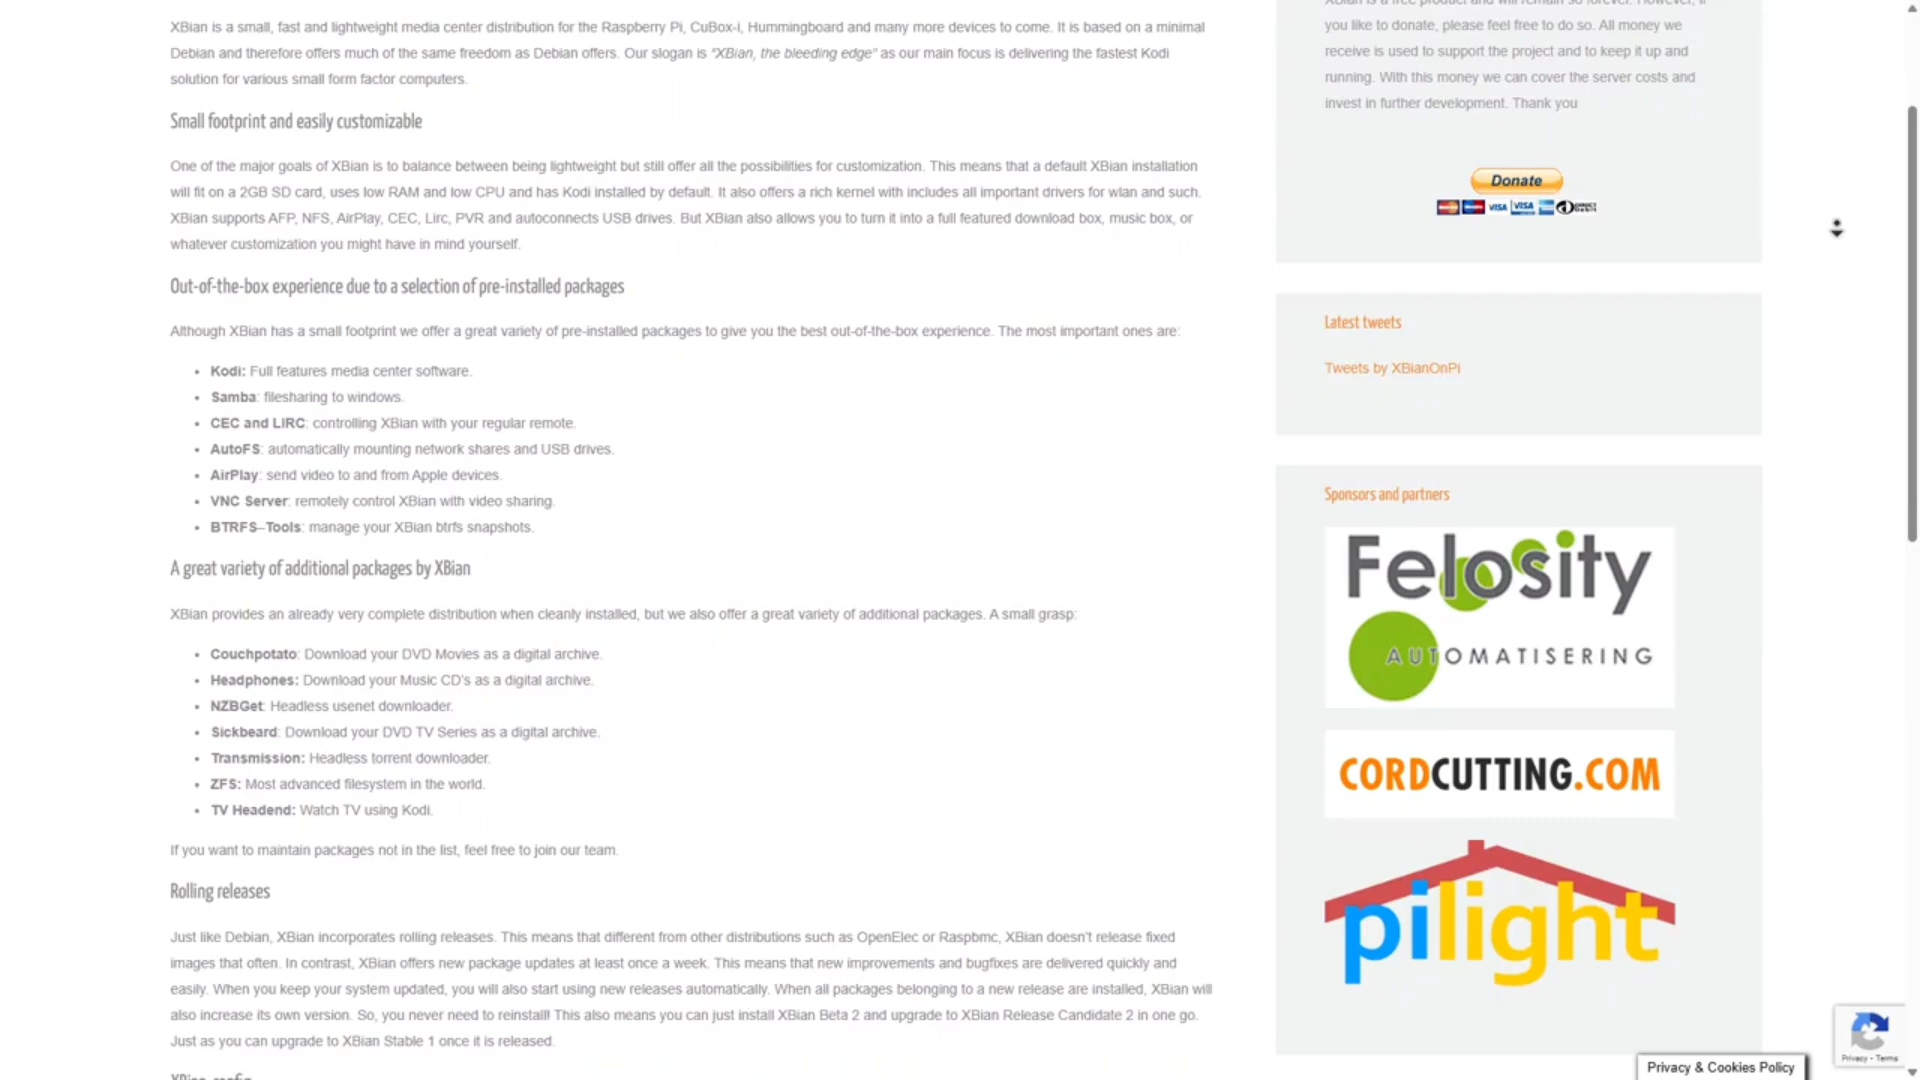 XBian is a small, fast and lightweight media center distribution for the Raspberry Pi, CuBox-i, Hummingboard and many more devices to come. It is based on a minimal
Debian and therefore offers much of the same freedom as Debian offers. Our slogan is "XBian, the bleeding edge" as our main focus is delivering the fastest Kodi
solution for various small form factor computers.
Small footprint and easily customizable
One of the major goals of XBian is to balance between being lightweight but still offer all the possibilities for customization. This means that a default XBian installation
will fit on a 2GB SD card, uses low RAM and low CPU and has Kodi installed by default. It also offers a rich kernel with includes all important drivers for wlan and such.
XBian supports AFP, NFS, AirPlay, CEC, Lirc, PVR and autoconnects USB drives. But XBian also allows you to turn it into a full featured download box, music box, or
whatever customization you might have in mind yourself.
Out-of-the-box experience due to a selection of pre-installed packages
Although XBian has a small footprint we offer a great variety of pre-installed packages to give you the best out-of-the-box experience. The most important ones are:
• Kodi: Full features media center software.
• Samba: filesharing to windows.
• CEC and LIRC: controlling XBian with your regular remote.
• AutoFS: automatically mounting network shares and USB drives.
• AirPlay: send video to and from Apple devices.
• VNC Server: remotely control XBian with video sharing.
• BTRFS–Tools: manage your XBian btrfs snapshots.
A great variety of additional packages by XBian
XBian provides an already very complete distribution when cleanly installed, but we also offer a great variety of additional packages. A small grasp:
• Couchpotato: Download your DVD Movies as a digital archive.
• Headphones: Download your Music CD's as a digital archive.
• NZBGet: Headless usenet downloader.
• Sickbeard: Download your DVD TV Series as a digital archive.
• Transmission: Headless torrent downloader.
• ZFS: Most advanced filesystem in the world.
• TV Headend: Watch TV using Kodi.
If you want to maintain packages not in the list, feel free to join our team.
Rolling releases
Just like Debian, XBian incorporates rolling releases. This means that different from other distributions such as OpenElec or Raspbmc, XBian doesn't release fixed
images that often. In contrast, XBian offers new package updates at least once a week. This means that new improvements and bugfixes are delivered quickly and
easily. When you keep your system updated, you will also start using new releases automatically. When all packages belonging to a new release are installed, XBian will
also increase its own version. So, you never need to reinstall! This also means you can just install XBian Beta 2 and upgrade to XBian Release Candidate 2 in one go.
Just as you can upgrade to XBian Stable 1 once it is released.
XBian-config
XBian is a free product and will remain so forever. However, if
you like to donate, please feel free to do so. All money we
receive is used to support the project and to keep it up and
running. With this money we can cover the server costs and
invest in further development. Thank you
Donate
VISA VISA
DIRECT Debit
Latest tweets
Tweets by XBianOnPi
Sponsors and partners
Felosity
AUTOMATISERING
CORDCUTTING.COM
pilight
Privacy - Terms
Privacy & Cookies Policy